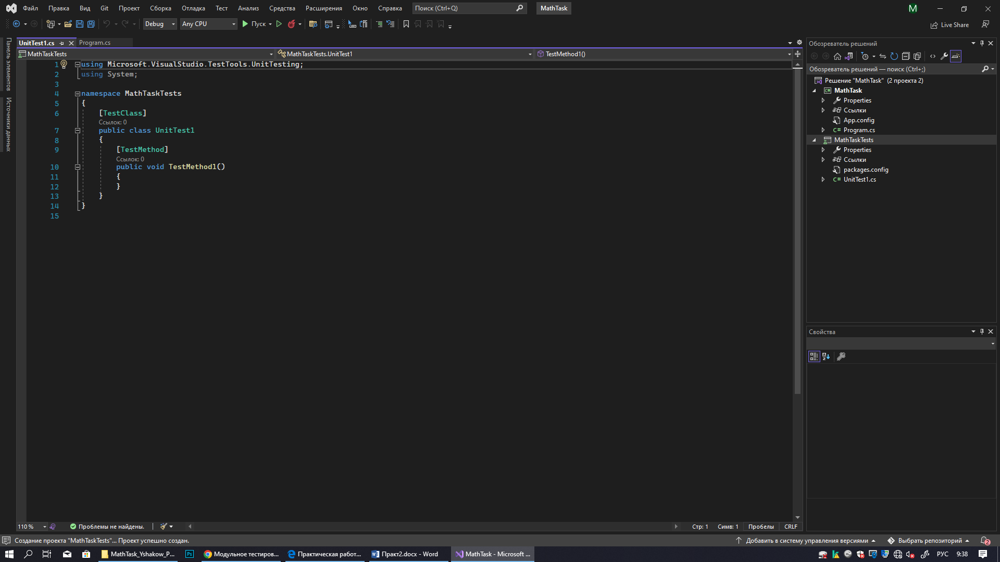 Файл Правка Вид Git Проект Сборка Отладка Тест Анализ Средства Расширения Окно Справка Поиск (Ctrl+Q) MathTask M
Debug Any CPU Пуск Live Share
Панель элементов
Источники данных
UnitTest1.cs Program.cs
MathTaskTests MathTaskTests.UnitTest1 TestMethod1()
1 using Microsoft.VisualStudio.TestTools.UnitTesting;
2 using System;
3
4 namespace MathTaskTests
5 {
6 [TestClass]
Ссылок: 0
7 public class UnitTest1
8 {
9 [TestMethod]
Ссылок: 0
10 public void TestMethod1()
11 {
12 }
13 }
14 }
15
110 % Проблемы не найдены. Стр: 1 Симв: 1 Пробелы CRLF
Обозреватель решений
Обозреватель решений — поиск (Ctrl+;)
Решение "MathTask" (2 проекта 2)
C# MathTask
Properties
Ссылки
App.config
C# Program.cs
MathTaskTests
Properties
Ссылки
packages.config
C# UnitTest1.cs
Свойства
Создание проекта "MathTaskTests"... Проект успешно создан. Добавить в систему управления версиями Выбрать репозиторий 2
MathTask_Yshakow_P... Ps Модульное тестиров... Практическая работ... Практ2.docx - Word MathTask - Microsoft ... РУС 9:38